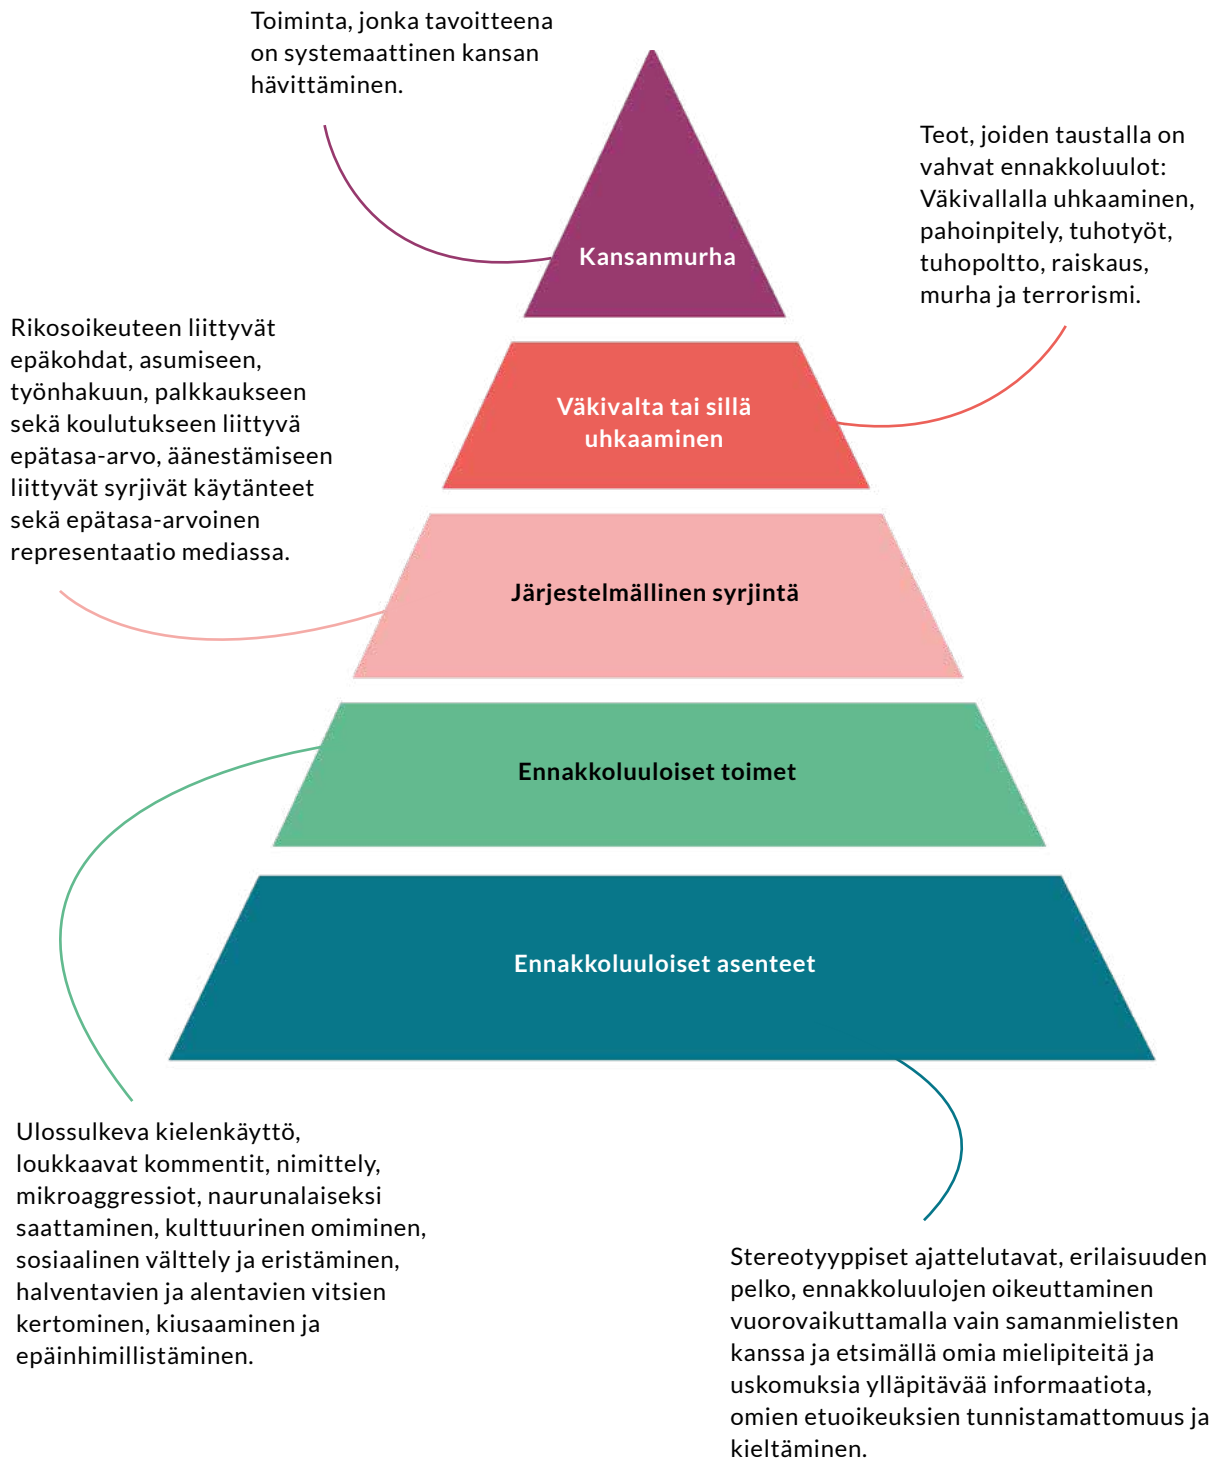 Toiminta, jonka tavoitteena
on systemaattinen kansan
hävittäminen.
Kansanmurha
Teot, joiden taustalla on
vahvat ennakkoluulot:
Väkivallalla uhkaaminen,
pahoinpitely, tuhotyöt,
tuhopoltto, raiskaus,
murha ja terrorismi.
Väkivalta tai sillä
uhkaaminen
Rikosoikeuteen liittyvät
epäkohdat, asumiseen,
työnhakuun, palkkaukseen
sekä koulutukseen liittyvä
epätasa-arvo, äänestämiseen
liittyvät syrjivät käytänteet
sekä epätasa-arvoinen
representaatio mediassa.
Järjestelmällinen syrjintä
Ennakkoluuloiset toimet
Ennakkoluuloiset asenteet
Ulossulkeva kielenkäyttö,
loukkaavat kommentit, nimittely,
mikroaggressiot, naurunalaiseksi
saattaminen, kulttuurinen omiminen,
sosiaalinen välttely ja eristäminen,
halventavien ja alentavien vitsien
kertominen, kiusaaminen ja
epäinhimillistäminen.
Stereotyyppiset ajattelutavat, erilaisuuden
pelko, ennakkoluulojen oikeuttaminen
vuorovaikuttamalla vain samanmielisten
kanssa ja etsimällä omia mielipiteitä ja
uskomuksia ylläpitävää informaatiota,
omien etuoikeuksien tunnistamattomuus ja
kieltäminen.